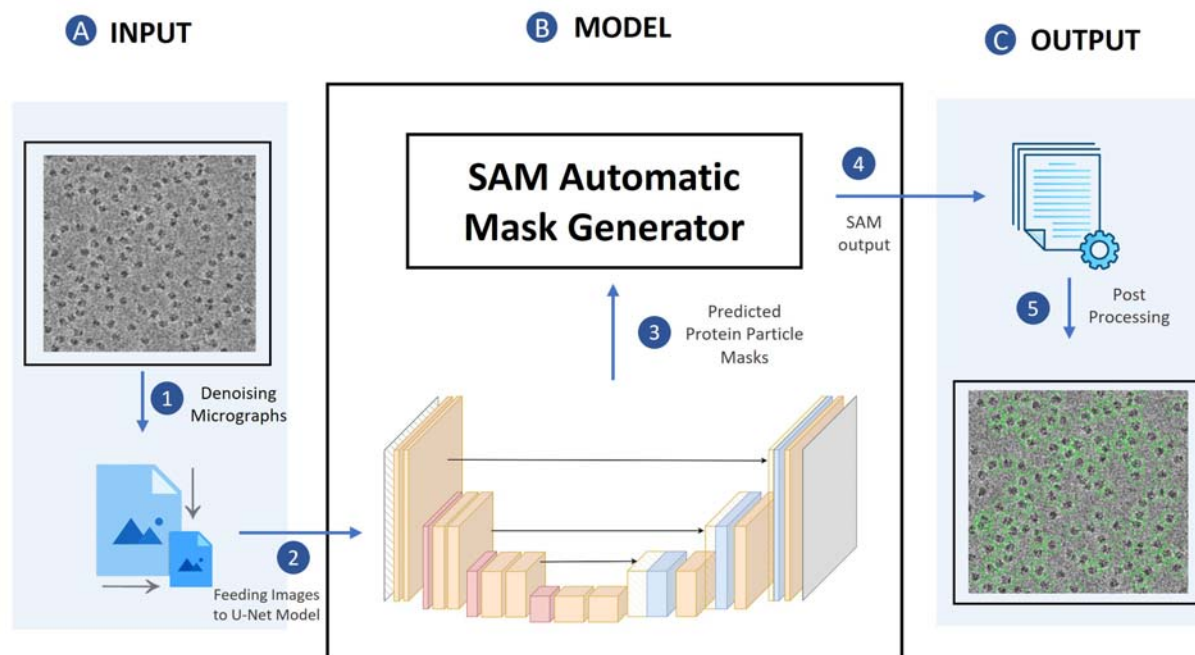 A INPUT
B MODEL
C OUTPUT
SAM Automatic
Mask Generator
4
SAM
output
1
Denoising
Micrographs
3
Predicted
Protein Particle
Masks
5
Post
Processing
2
Feeding Images
to U-Net Model